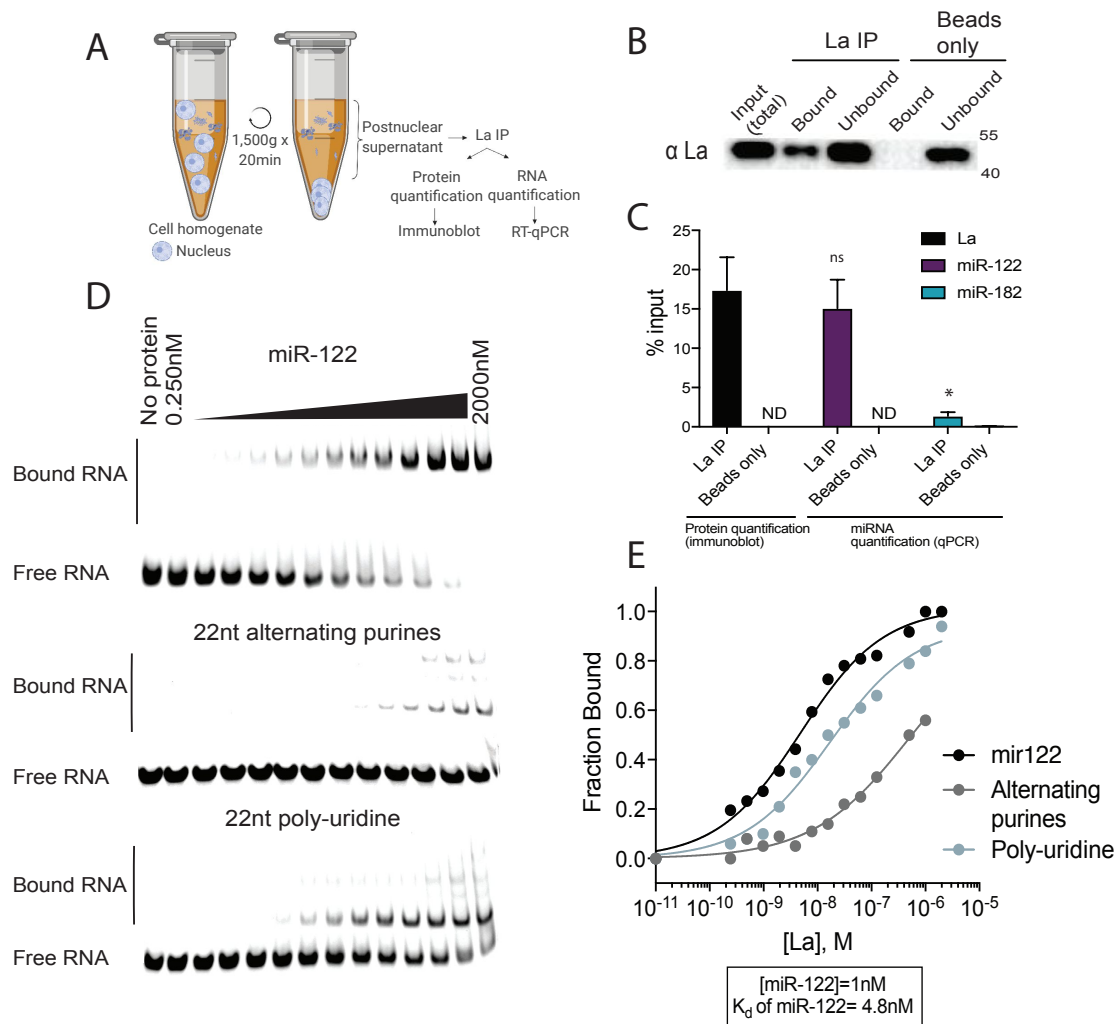 A
1,500g x
20min
Postnuclear
supernatant
La IP
Protein
quantification
RNA
quantification
Immunoblot
RT-qPCR
Cell homogenate
Nucleus
B
La IP
Beads
only
Input
(total)
Bound
Unbound
Bound
Unbound
α La
55
40
C
% input
25
20
15
10
5
0
La
miR-122
miR-182
ND
ns
ND
*
La IP
Beads only
La IP
Beads only
La IP
Beads only
Protein quantification
(immunoblot)
miRNA
quantification (qPCR)
D
No protein
0.250nM
miR-122
2000nM
Bound RNA
Free RNA
22nt alternating purines
Bound RNA
Free RNA
22nt poly-uridine
Bound RNA
Free RNA
E
Fraction Bound
1.0
0.8
0.6
0.4
0.2
0.0
10-11 10-10 10-9 10-8 10-7 10-6 10-5
[La], M
mir122
Alternating
purines
Poly-uridine
[miR-122]=1nM
Kd of miR-122= 4.8nM